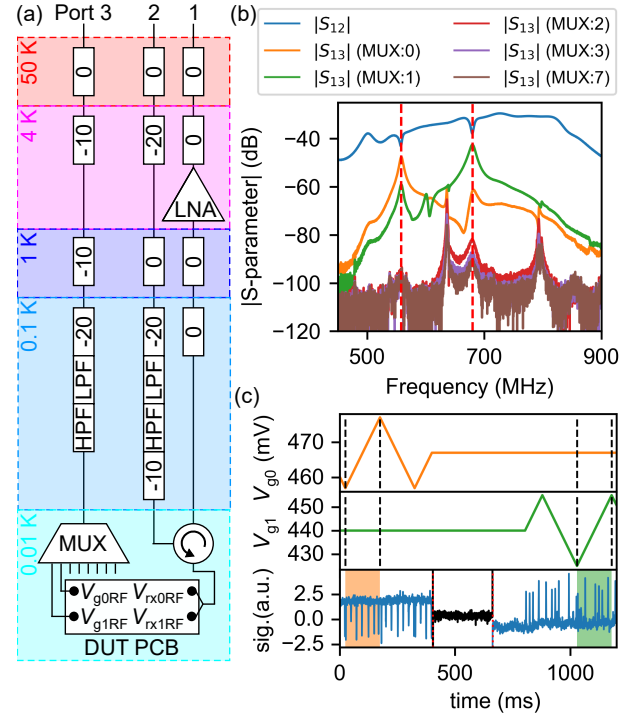 (a)
Port 3 2 1
50 K
0 0 0
4 K
-10 -20 0
LNA
1 K
-10 0 0
0.1 K
HPF LPF -20
-10 HPF LPF -20
0
0.01 K
MUX
Vg0RF Vrx0RF
Vg1RF Vrx1RF
DUT PCB
(b)
|S12|
|S13| (MUX:0)
|S13| (MUX:1)
|S13| (MUX:2)
|S13| (MUX:3)
|S13| (MUX:7)
|S-parameter| (dB)
−40
−60
−80
−100
−120
500 700 900
Frequency (MHz)
(c)
Vg0 (mV)
470
460
Vg1
450
440
430
sig.(a.u.)
2.5
0.0
−2.5
0 500 1000
time (ms)